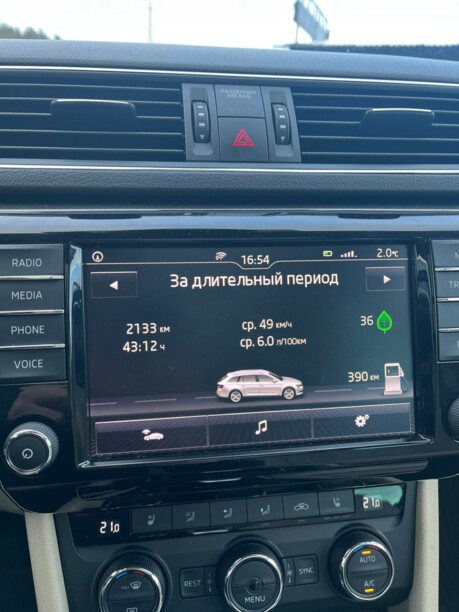 PASSENGER
AIR BAG
RADIO
MEDIA
PHONE
VOICE
16:54
2.0°C
За длительный период
2133 км
43:12 ч
ср. 49 км/ч
ср. 6.0 л/100км
36
390 км
21.0
21.0
REST
MENU
SYNC
AUTO
A/C